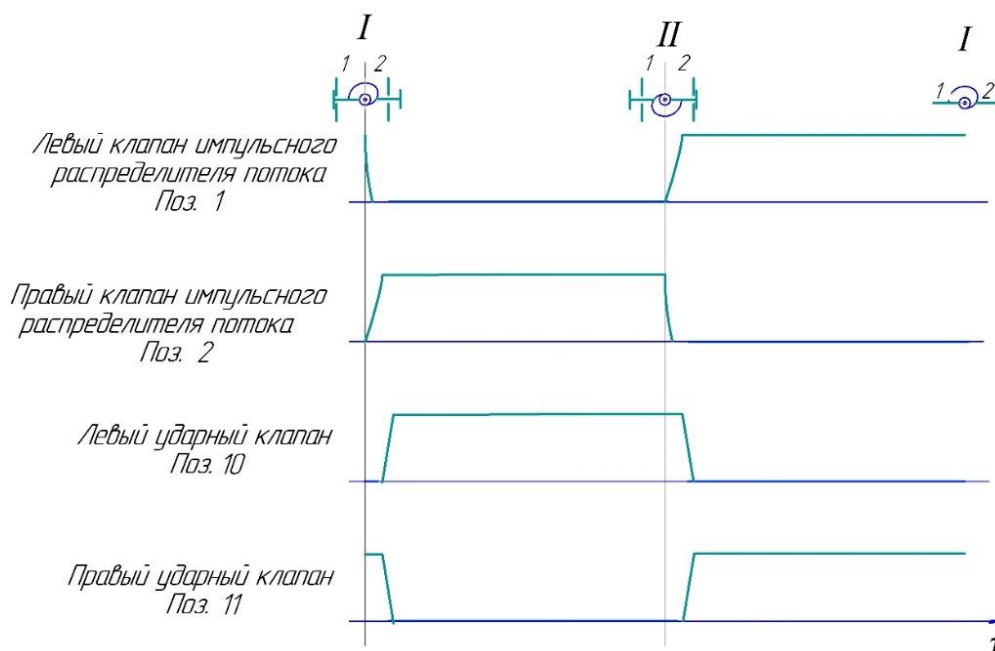 I II I
1 2 1 2 1 2
Левый клапан импульсного
распределителя потока
Поз. 1
Правый клапан импульсного
распределителя потока
Поз. 2
Левый ударный клапан
Поз. 10
Правый ударный клапан
Поз. 11